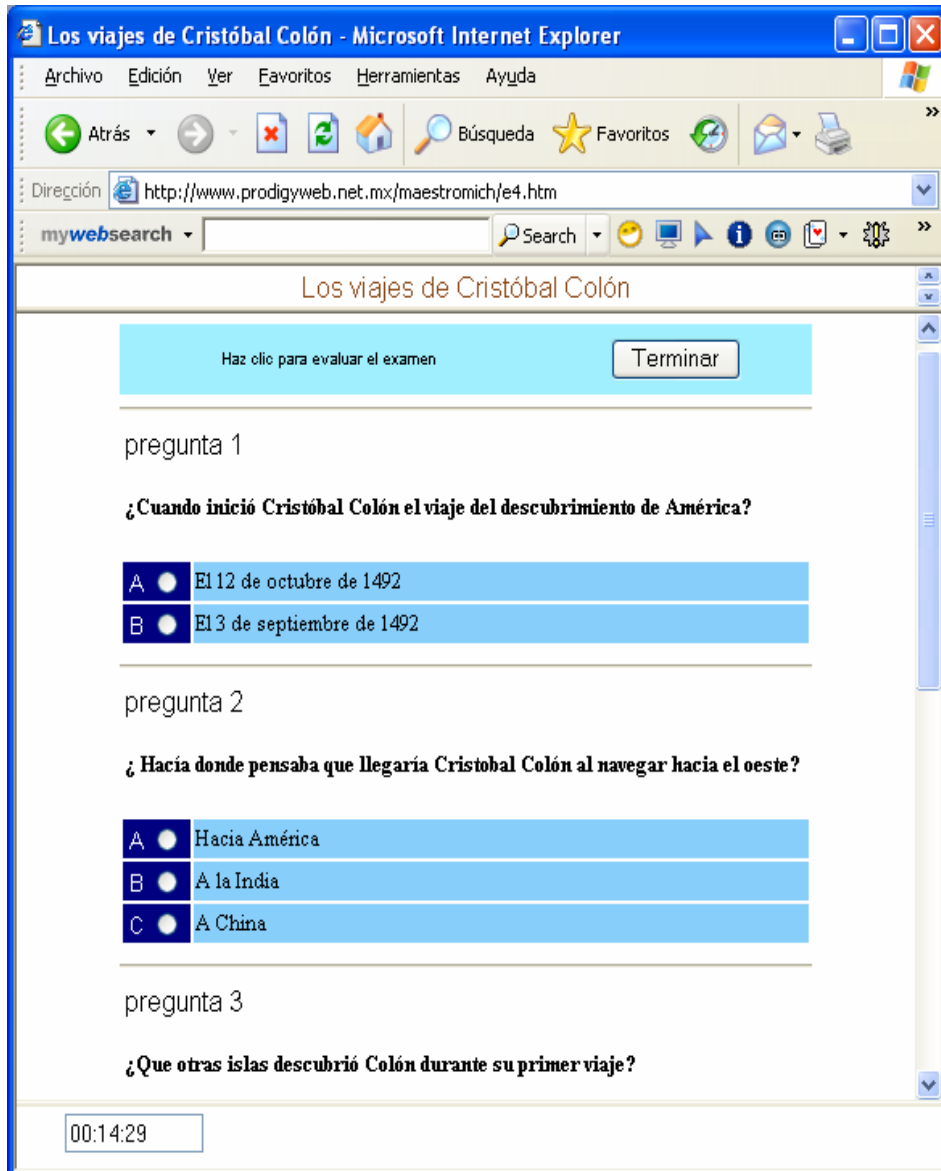 Los viajes de Cristóbal Colón - Microsoft Internet Explorer
Archivo Edición Ver Favoritos Herramientas Ayuda
Atrás Búsqueda Favoritos
Dirección http://www.prodigyweb.net.mx/maestromich/e4.htm
mywebsearch Search
Los viajes de Cristóbal Colón
Haz clic para evaluar el examen Terminar
pregunta 1
¿Cuando inició Cristóbal Colón el viaje del descubrimiento de América?
A El 12 de octubre de 1492
B El 3 de septiembre de 1492
pregunta 2
¿ Hacía donde pensaba que llegaría Cristobal Colón al navegar hacia el oeste?
A Hacia América
B A la India
C A China
pregunta 3
¿Que otras islas descubrió Colón durante su primer viaje?
00:14:29